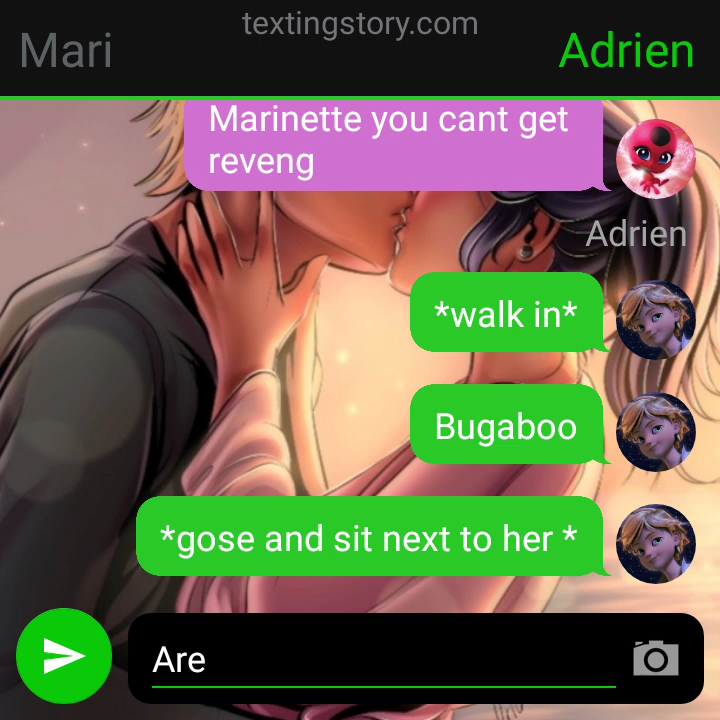 textingstory.com
Mari
Adrien
Marinette you cant get
reveng
Adrien
*walk in*
Bugaboo
*gose and sit next to her *
Are